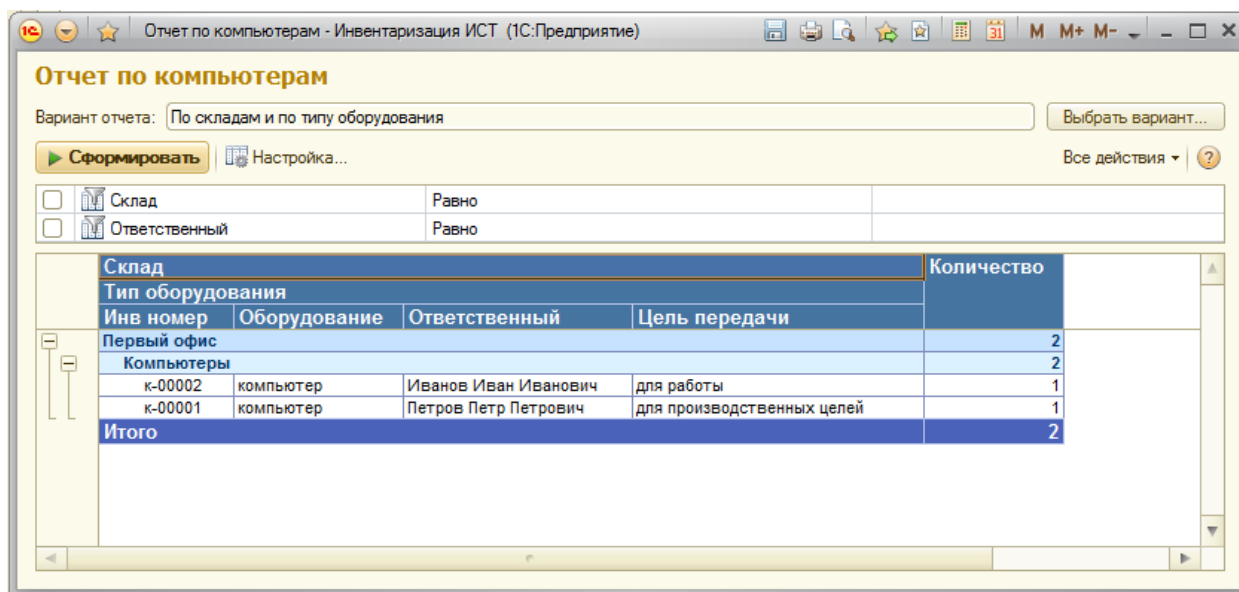 1С Отчет по компьютерам - Инвентаризация ИСТ (1С:Предприятие) 31 M M+ M-
Отчет по компьютерам
Вариант отчета: По складам и по типу оборудования Выбрать вариант...
Сформировать Настройка... Все действия ?
Склад Равно
Ответственный Равно
Склад Количество
Тип оборудования
Инв номер Оборудование Ответственный Цель передачи
Первый офис 2
Компьютеры 2
к-00002 компьютер Иванов Иван Иванович для работы 1
к-00001 компьютер Петров Петр Петрович для производственных целей 1
Итого 2